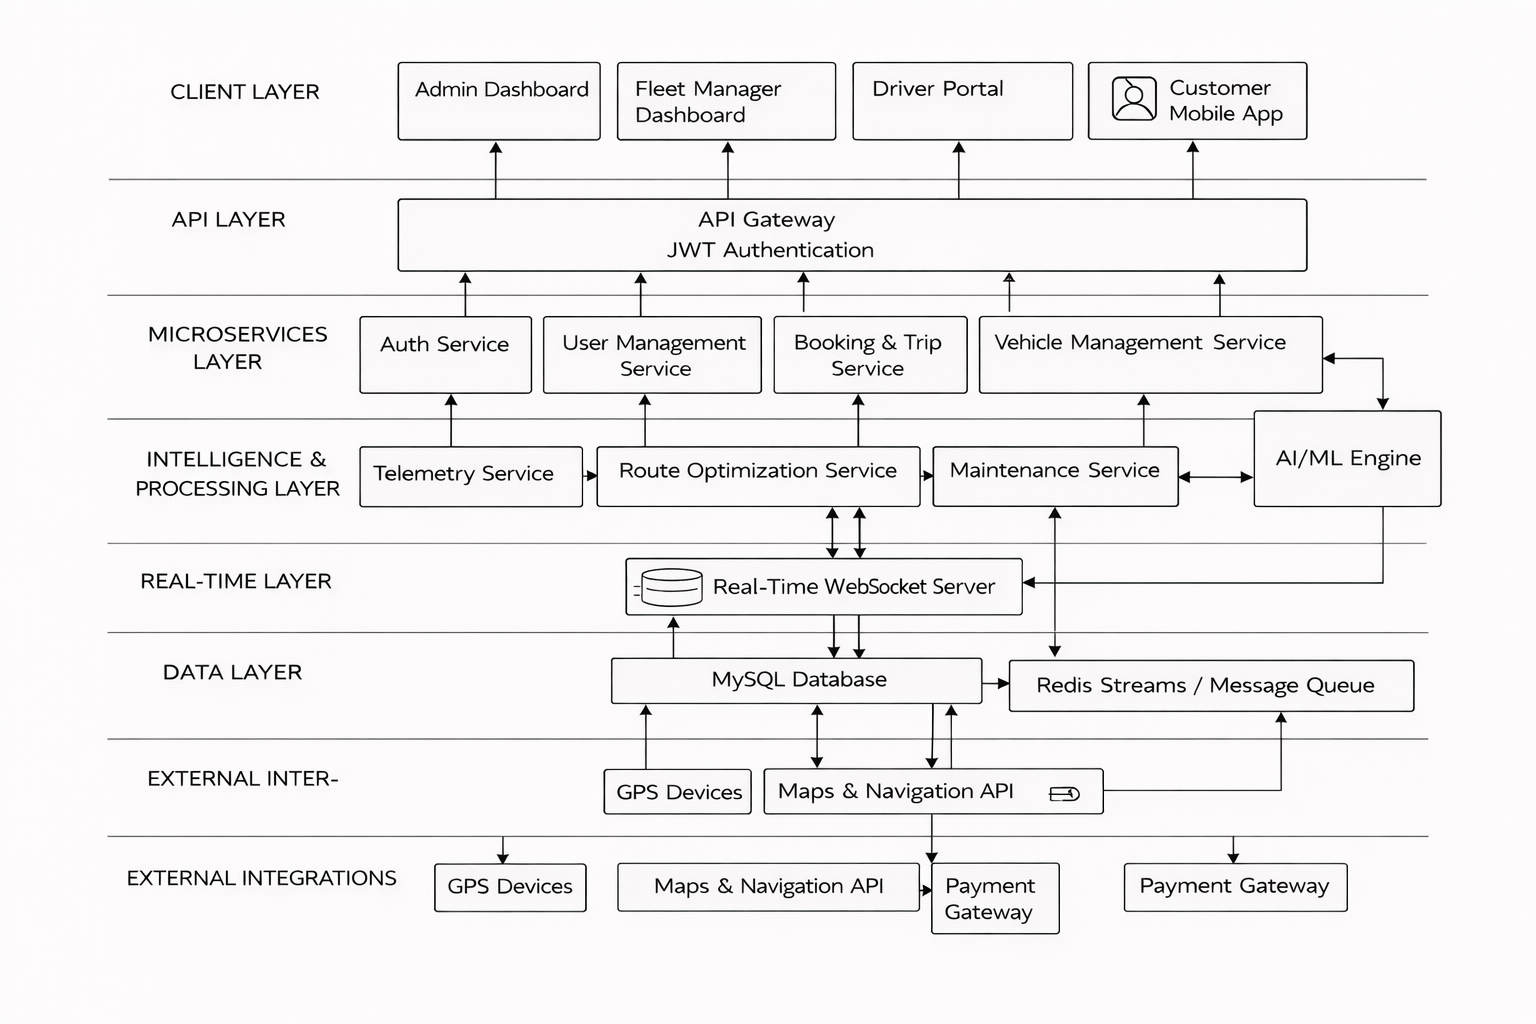 CLIENT LAYER
Admin Dashboard
Fleet Manager
Dashboard
Driver Portal
Customer
Mobile App
API LAYER
API Gateway
JWT Authentication
MICROSERVICES
LAYER
Auth Service
User Management
Service
Booking & Trip
Service
Vehicle Management Service
INTELLIGENCE &
PROCESSING LAYER
Telemetry Service
Route Optimization Service
Maintenance Service
AI/ML Engine
REAL-TIME LAYER
Real-Time WebSocket Server
DATA LAYER
MySQL Database
Redis Streams / Message Queue
EXTERNAL INTER-
GPS Devices
Maps & Navigation API
EXTERNAL INTEGRATIONS
GPS Devices
Maps & Navigation API
Payment
Gateway
Payment Gateway